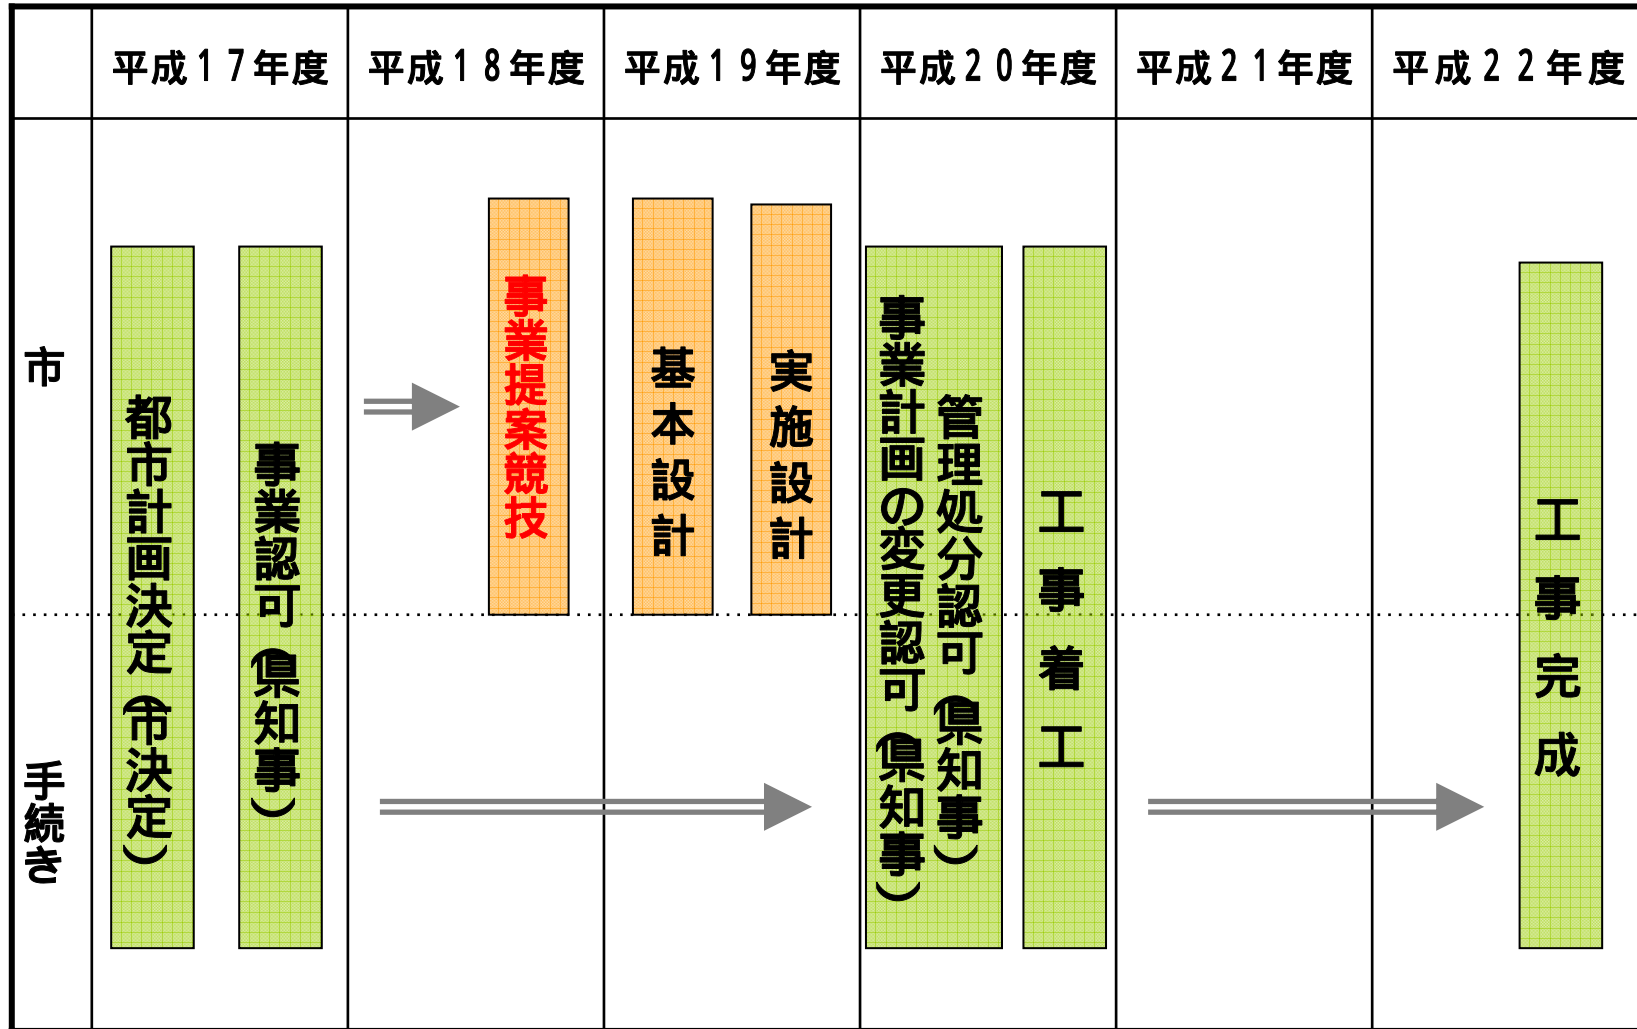 平成17年度
平成18年度
平成19年度
平成20年度
平成21年度
平成22年度
市
手続き
都市計画決定(市決定)
事業認可(県知事)
事業提案競技
基本設計
実施設計
管理処分認可(県知事)
事業計画の変更認可(県知事)
工事着工
工事完成